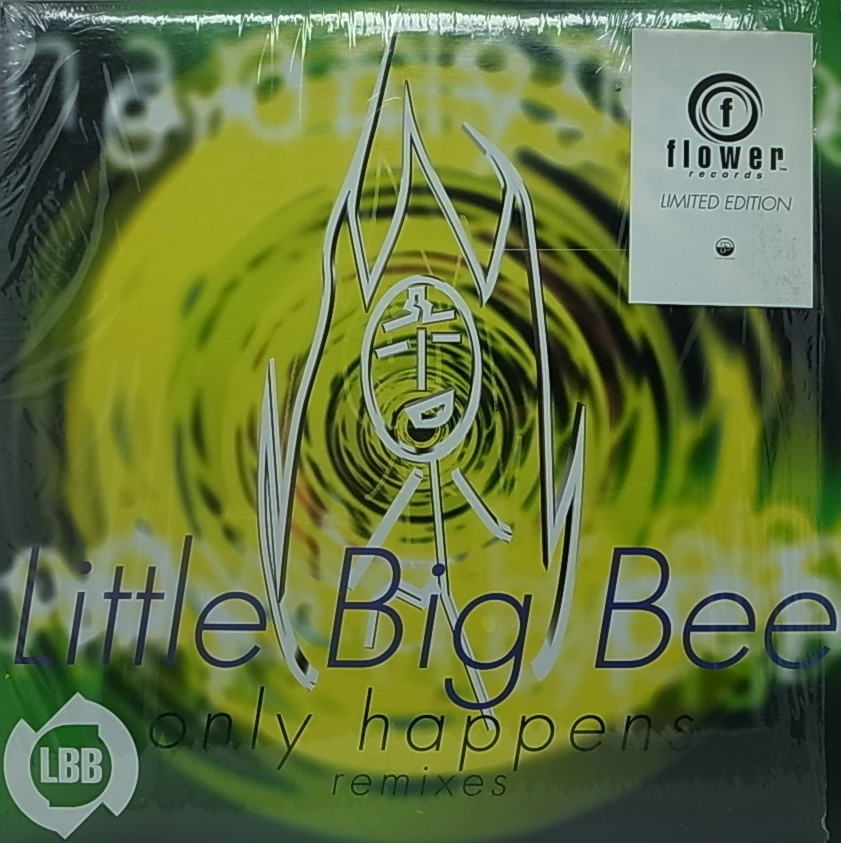 f
flower
records
LIMITED EDITION
Little Big Bee
only happens
remixes
LBB